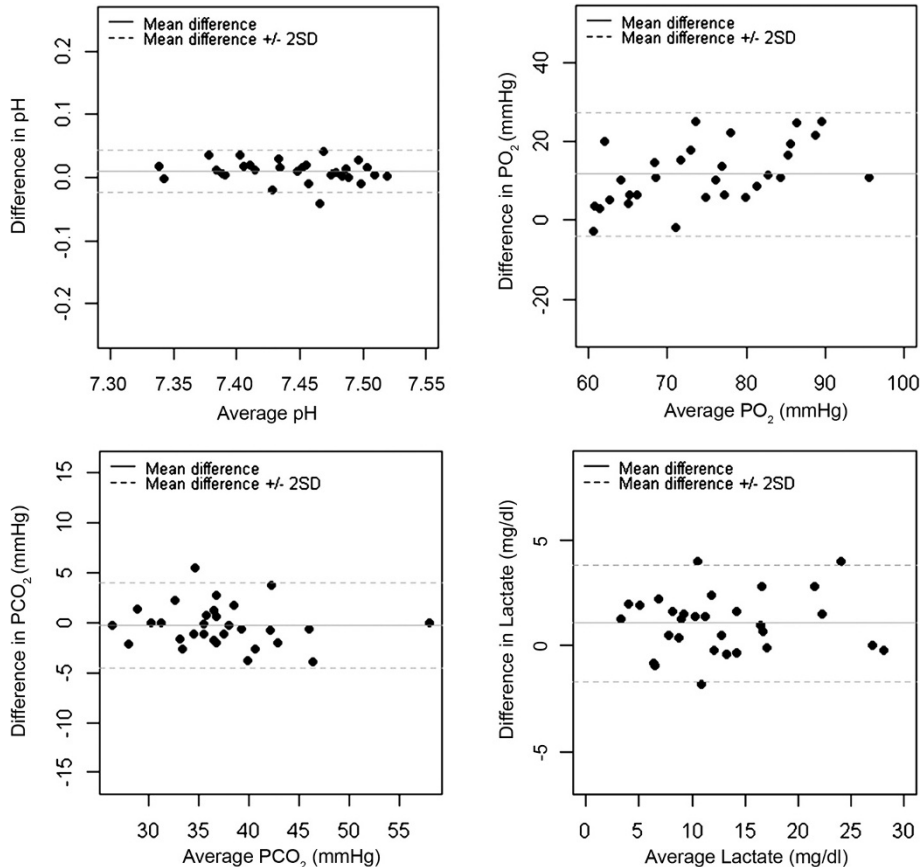 Mean difference
Mean difference +/- 2SD
0.2
0.1
0.0
-0.1
-0.2
Difference in pH
7.30 7.35 7.40 7.45 7.50 7.55
Average pH
Mean difference
Mean difference +/- 2SD
40
20
0
-20
Difference in PO2 (mmHg)
60 70 80 90 100
Average PO2 (mmHg)
Mean difference
Mean difference +/- 2SD
15
10
5
0
-5
-10
-15
Difference in PCO2 (mmHg)
30 35 40 45 50 55
Average PCO2 (mmHg)
Mean difference
Mean difference +/- 2SD
5
0
-5
Difference in Lactate (mg/dl)
0 5 10 15 20 25 30
Average Lactate (mg/dl)